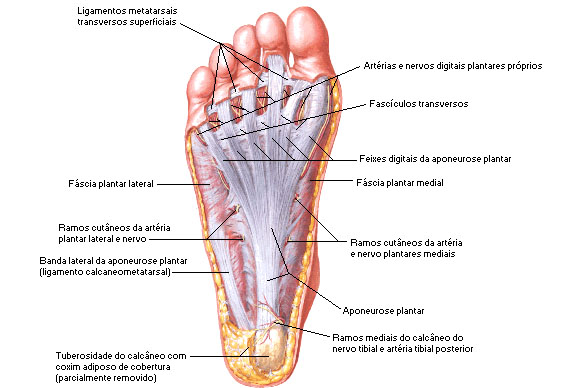 Ligamentos metatarsais
transversos superficiais
Artérias e nervos digitais plantares próprios
Fascículos transversos
Feixes digitais da aponeurose plantar
Fáscia plantar lateral
Fáscia plantar medial
Ramos cutâneos da artéria
plantar lateral e nervo
Ramos cutâneos da artéria
e nervo plantares mediais
Banda lateral da aponeurose plantar
(ligamento calcaneometatarsal)
Aponeurose plantar
Ramos mediais do calcâneo do
nervo tibial e artéria tibial posterior
Tuberosidade do calcâneo com
coxim adiposo de cobertura
(parcialmente removido)